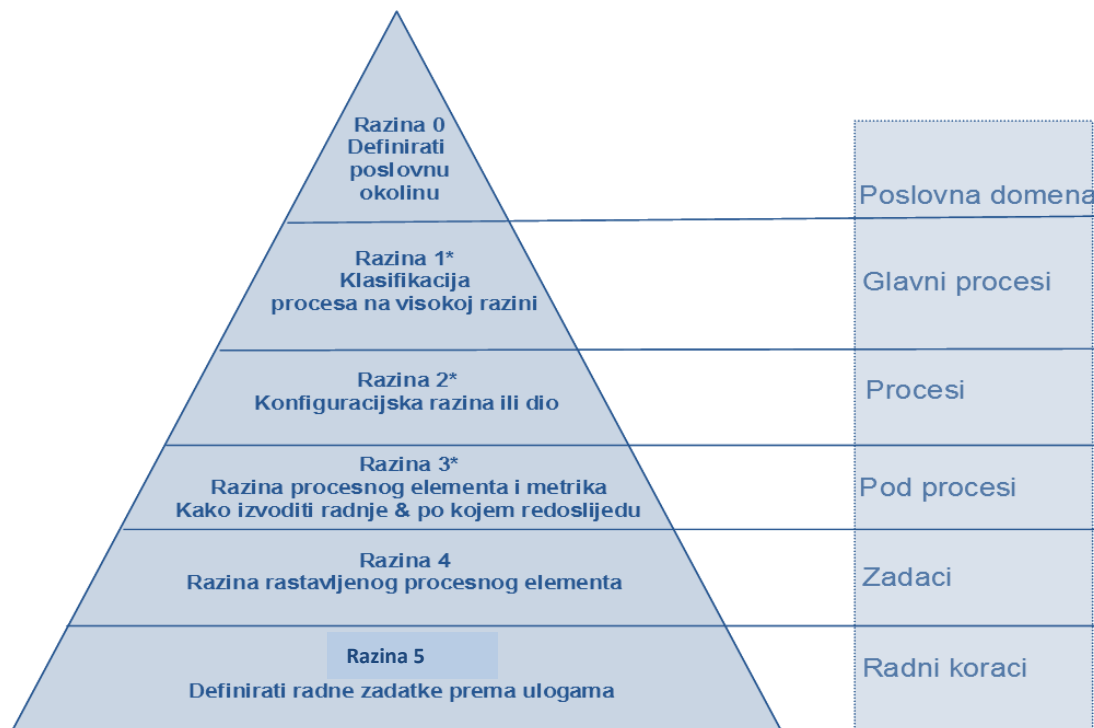 Razina 0
Definirati
poslovnu
okolinu
Poslovna domena
Razina 1*
Klasifikacija
procesa na visokoj razini
Glavni procesi
Razina 2*
Konfiguracijska razina ili dio
Procesi
Razina 3*
Razina procesnog elementa i metrika
Kako izvoditi radnje & po kojem redoslijedu
Pod procesi
Razina 4
Razina rastavljenog procesnog elementa
Zadaci
Razina 5
Definirati radne zadatke prema ulogama
Radni koraci